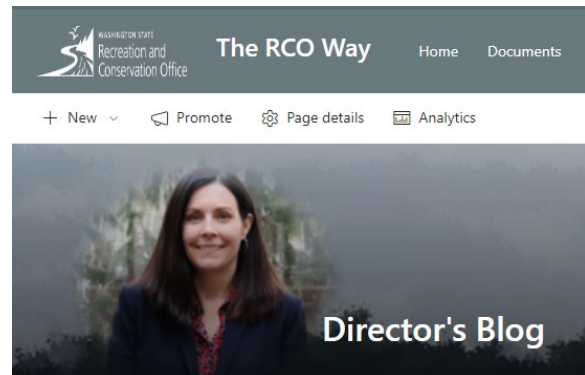 WASHINGTON STATE
Recreation and
Conservation Office
The RCO Way
Home
Documents
New
Promote
Page details
Analytics
Director's Blog